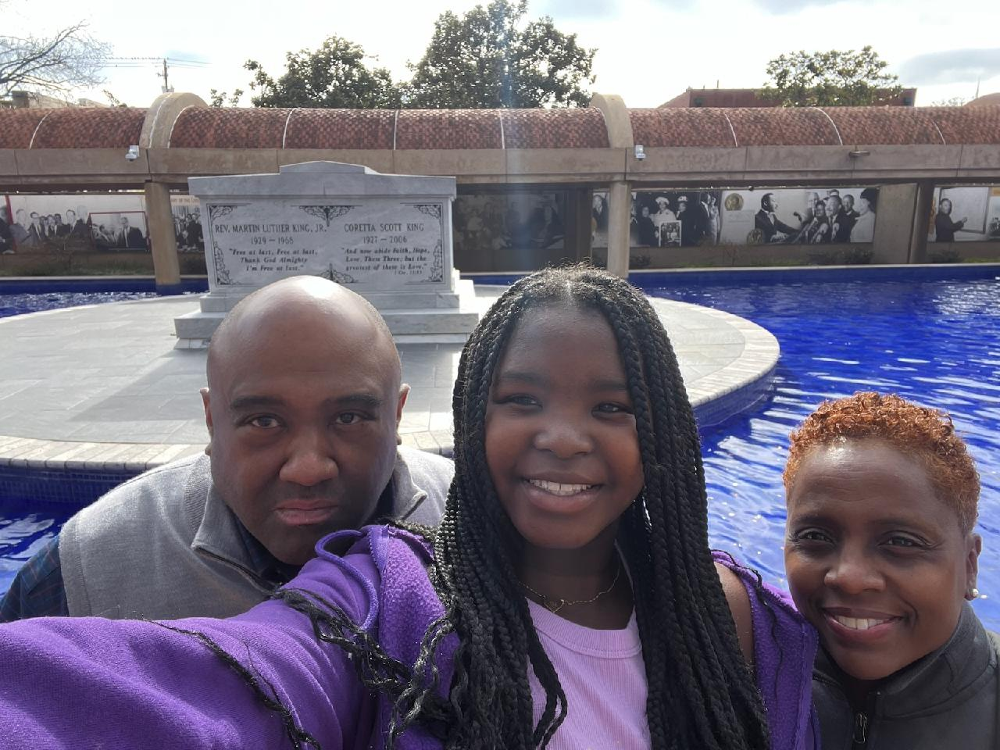 REV. MARTIN LUTHER KING, JR.
1929 — 1968
"Free at last, Free at last,
Thank God Almighty
I'm Free at last."
CORETTA SCOTT KING
1927 — 2006
"And now abide Faith, Hope,
Love, These Three; but the
greatest of these is Love."
1 Cor. 13:13